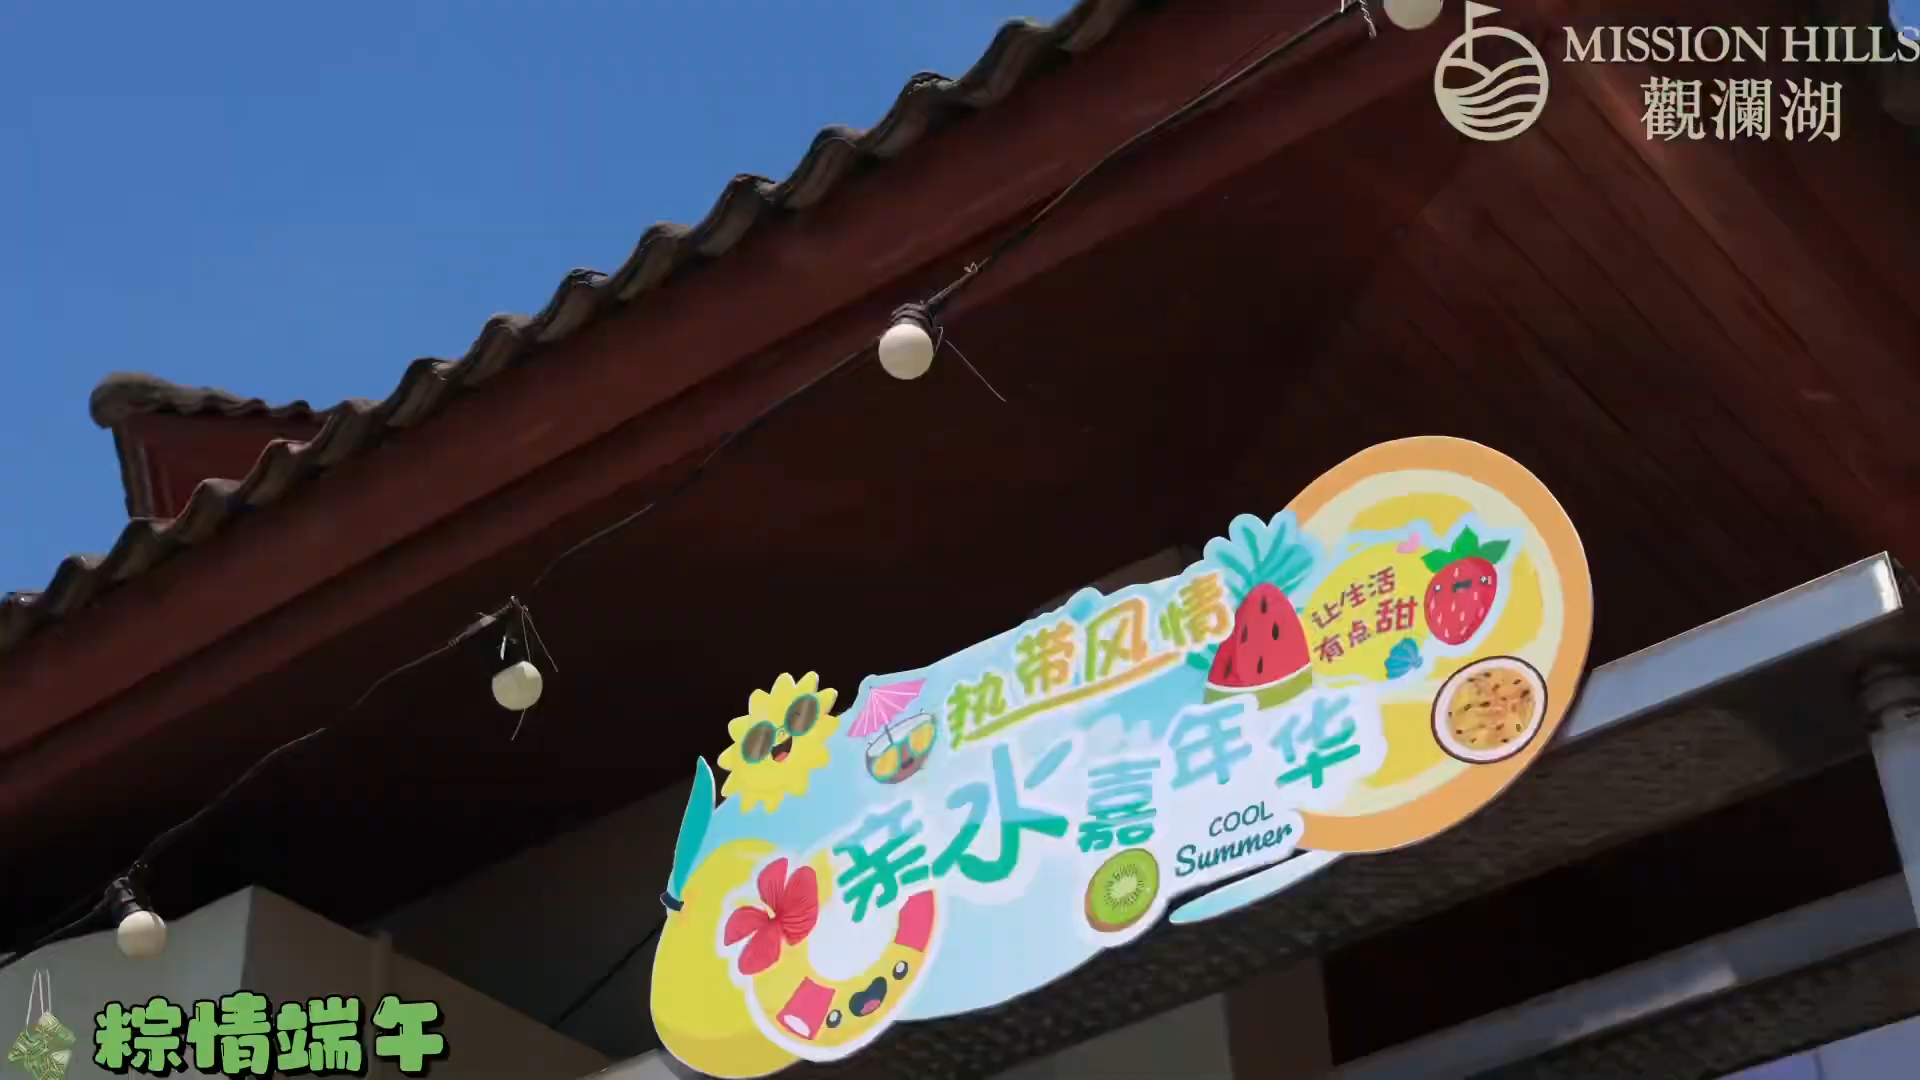 MISSION HILLS
觀瀾湖
热带风情
让生活
有点甜
亲水嘉年华
COOL
Summer
粽情端午